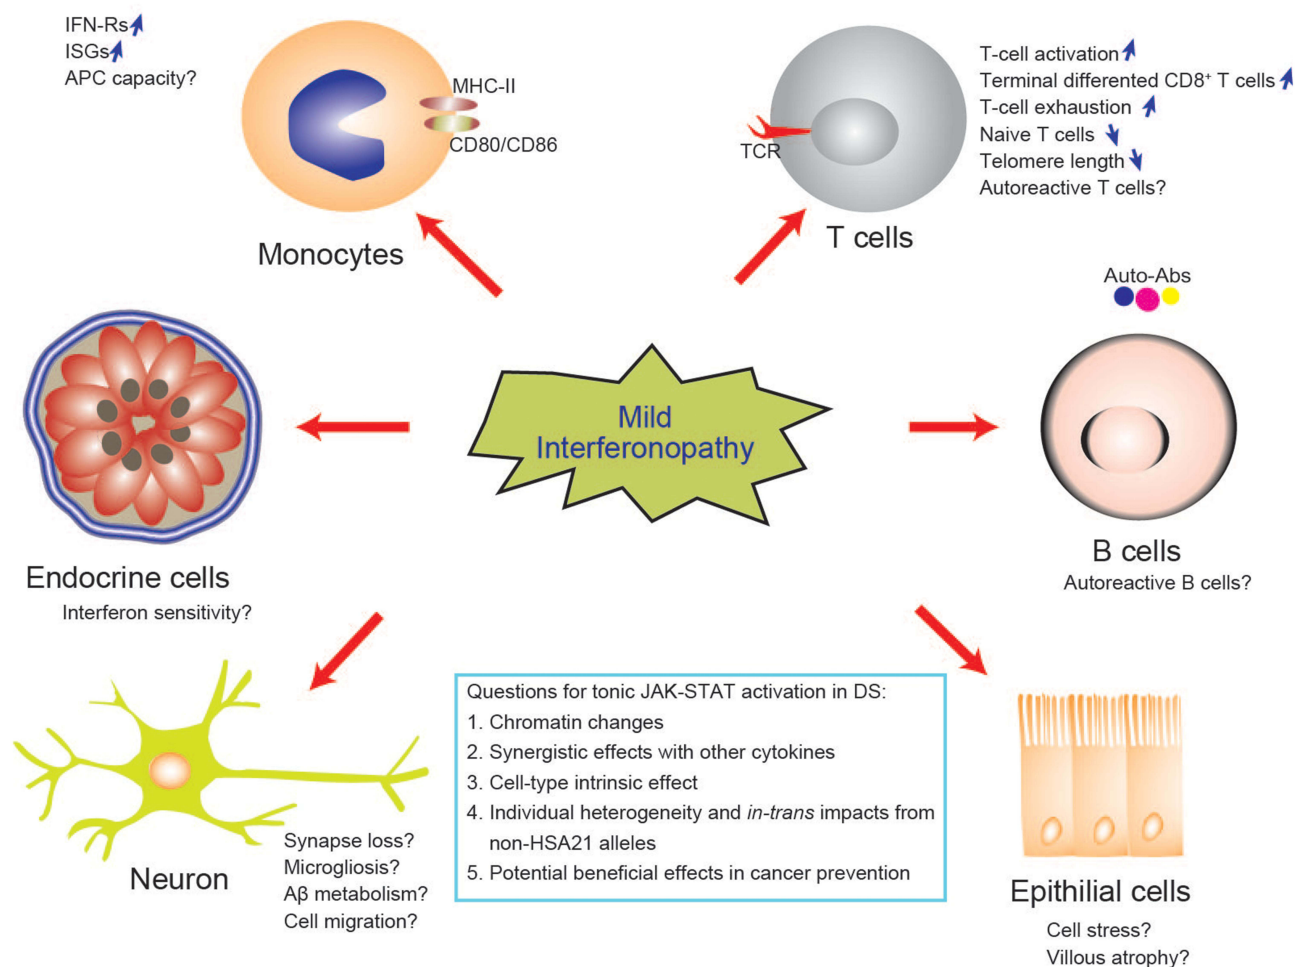 IFN-Rs
ISGs
APC capacity?
MHC-II
CD80/CD86
Monocytes
TCR
T cells
T-cell activation
Terminal differented CD8⁺ T cells
T-cell exhaustion
Naive T cells
Telomere length
Autoreactive T cells?
Auto-Abs
B cells
Autoreactive B cells?
Mild
Interferonopathy
Endocrine cells
Interferon sensitivity?
Neuron
Synapse loss?
Microgliosis?
Aβ metabolism?
Cell migration?
Questions for tonic JAK-STAT activation in DS:
1. Chromatin changes
2. Synergistic effects with other cytokines
3. Cell-type intrinsic effect
4. Individual heterogeneity and in-trans impacts from
non-HSA21 alleles
5. Potential beneficial effects in cancer prevention
Epithilial cells
Cell stress?
Villous atrophy?